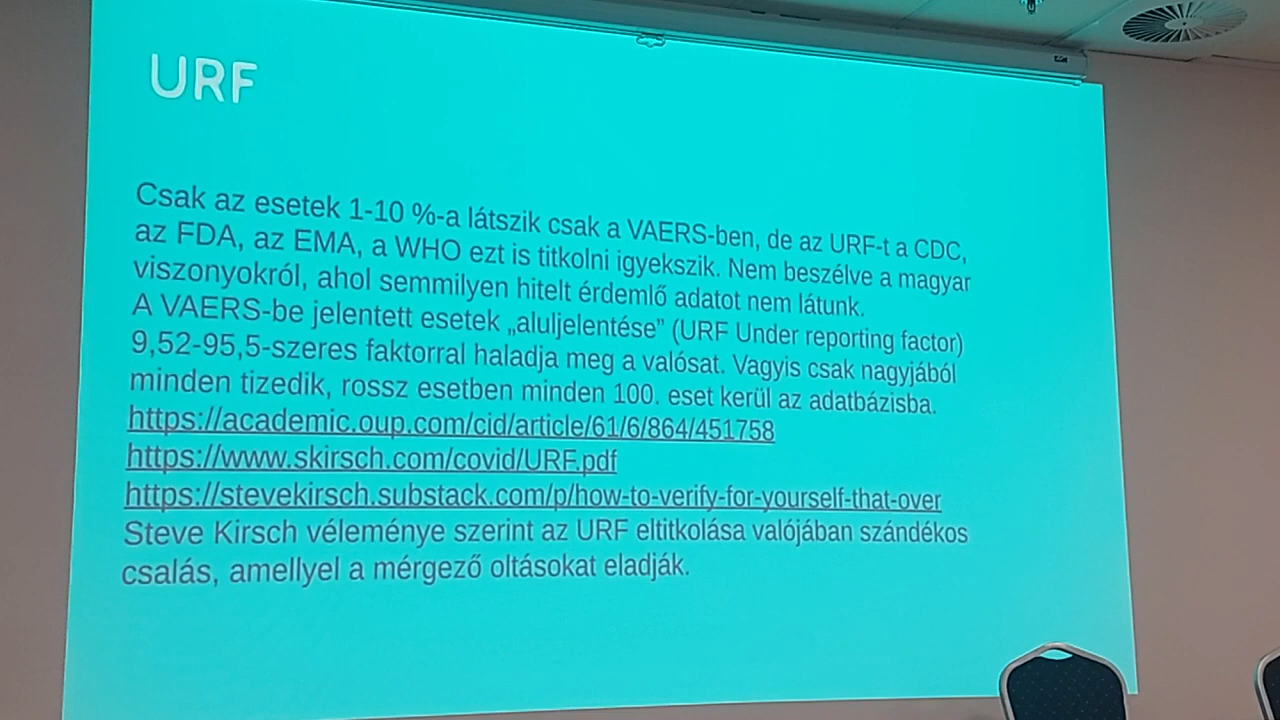 URF
Csak az esetek 1-10 %-a látszik csak a VAERS-ben, de az URF-t a CDC,
az FDA, az EMA, a WHO ezt is titkolni igyekszik. Nem beszélve a magyar
viszonyokról, ahol semmilyen hitelt érdemlő adatot nem látunk.
A VAERS-be jelentett esetek „aluljelentése” (URF Under reporting factor)
9,52-95,5-szeres faktorral haladja meg a valósat. Vagyis csak nagyjából
minden tizedik, rossz esetben minden 100. eset kerül az adatbázisba.
https://academic.oup.com/cid/article/61/6/864/451758
https://www.skirsch.com/covid/URF.pdf
https://stevekirsch.substack.com/p/how-to-verify-for-yourself-that-over
Steve Kirsch véleménye szerint az URF eltitkolása valójában szándékos
csalás, amellyel a mérgező oltásokat eladják.